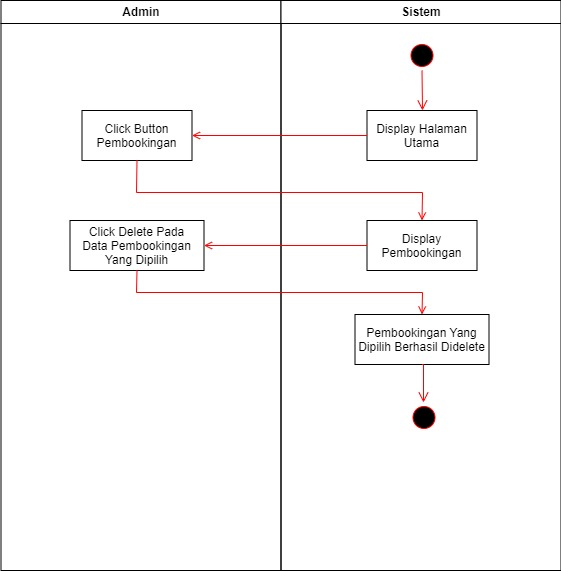 Admin
Sistem
Display Halaman
Utama
Click Button
Pembookingan
Display
Pembookingan
Click Delete Pada
Data Pembookingan
Yang Dipilih
Pembookingan Yang
Dipilih Berhasil Didelete